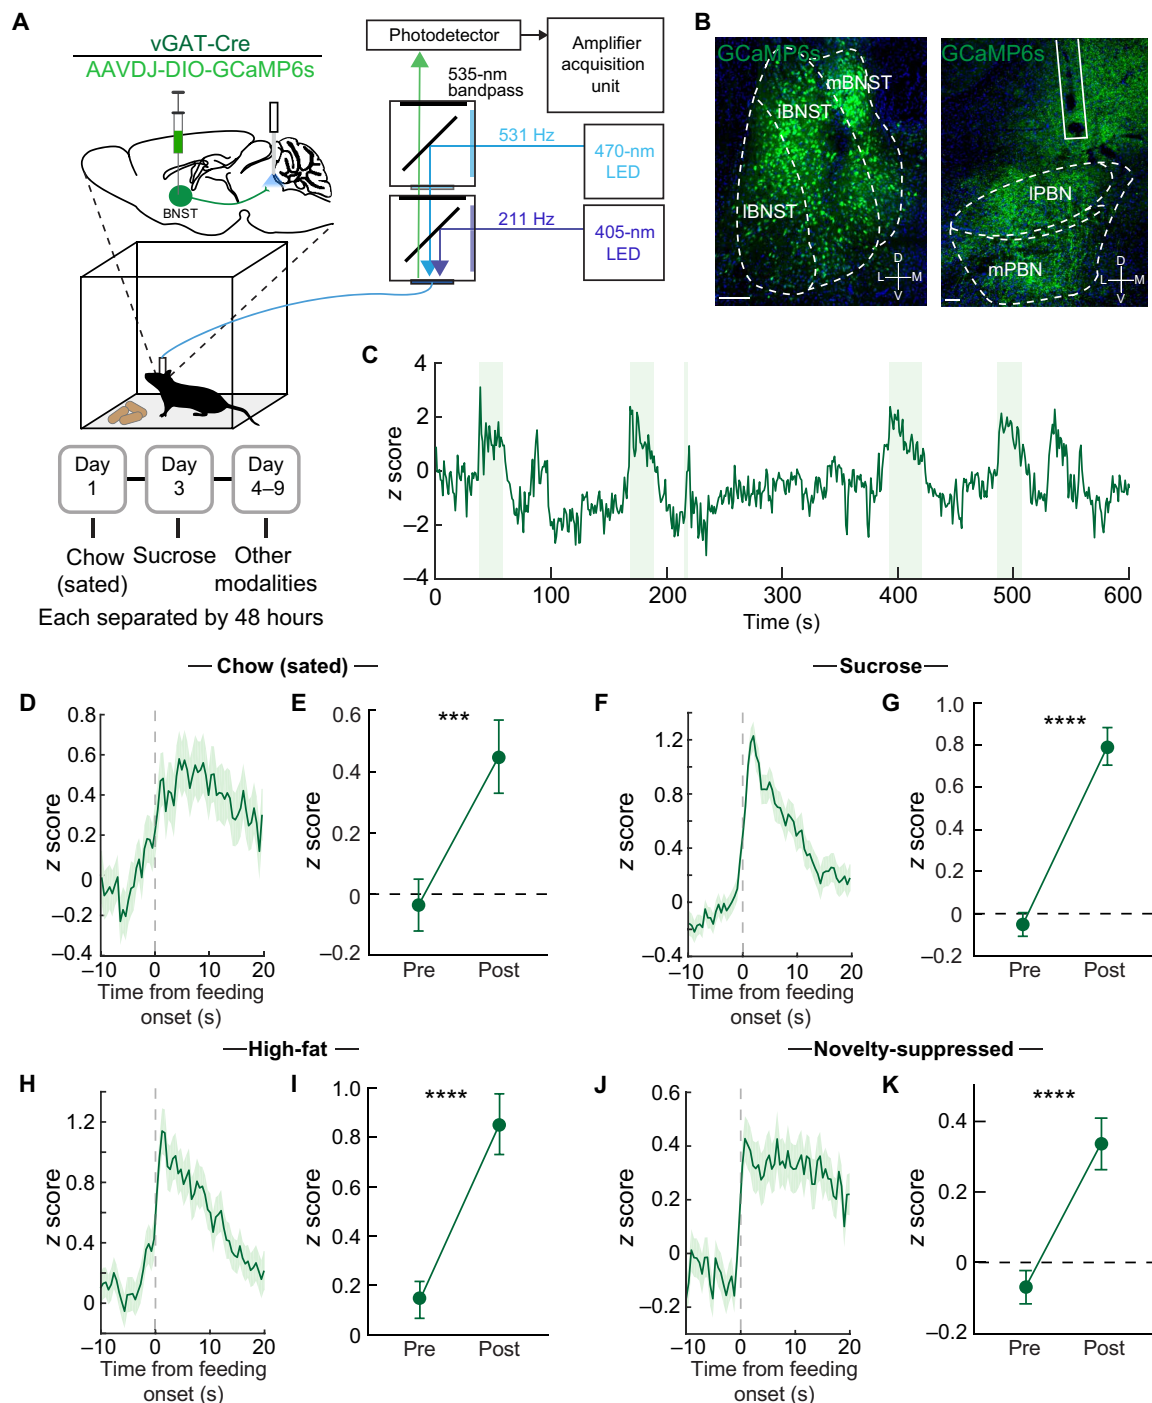 A
vGAT-Cre
AAVDJ-DIO-GCaMP6s
BNST
Photodetector
Amplifier
acquisition
unit
535-nm
bandpass
531 Hz
470-nm
LED
211 Hz
405-nm
LED
Day
1
Day
3
Day
4–9
Chow
(sated)
Sucrose
Other
modalities
Each separated by 48 hours
B
GCaMP6s
mBNST
iBNST
lBNST
D
L
M
V
GCaMP6s
lPBN
mPBN
D
L
M
V
C
z score
4
2
0
−2
−4
0
100
200
300
400
500
600
Time (s)
Chow (sated)
D
z score
0.8
0.6
0.4
0.2
0
−0.2
−0.4
−10
0
10
20
Time from feeding
onset (s)
E
z score
0.6
0.4
0.2
0
−0.2
***
Pre
Post
Sucrose
F
z score
1.2
0.8
0.4
0
−0.4
−10
0
10
20
Time from feeding
onset (s)
G
z score
1.0
0.8
0.6
0.4
0.2
0
−0.2
****
Pre
Post
High-fat
H
z score
1.2
0.8
0.4
0
−10
0
10
20
Time from feeding
onset (s)
I
z score
1.0
0.8
0.6
0.4
0.2
0
****
Pre
Post
Novelty-suppressed
J
z score
0.6
0.4
0.2
0
−0.2
−10
0
10
20
Time from feeding
onset (s)
K
z score
0.4
0.2
0
−0.2
****
Pre
Post